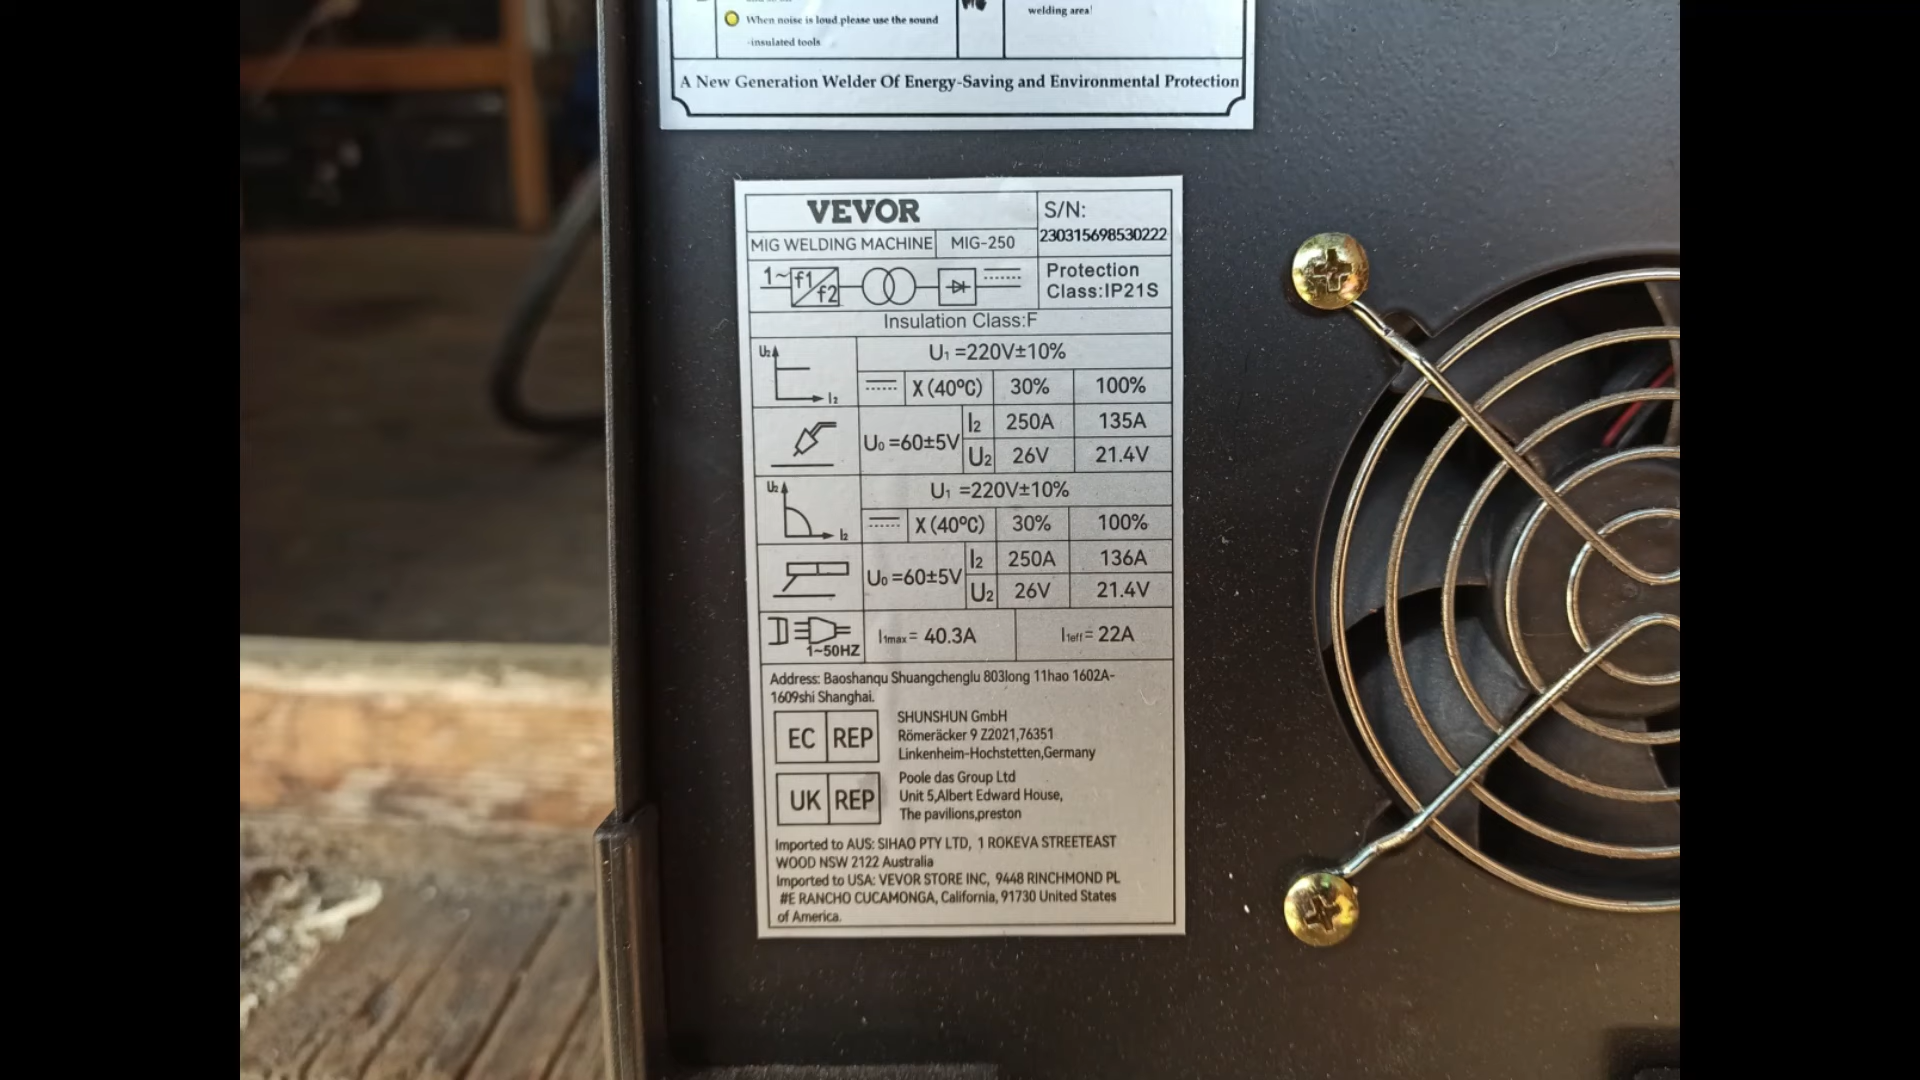 When noise is loud.please use the sound
-insulated tools
welding area!
A New Generation Welder Of Energy-Saving and Environmental Protection
VEVOR
S/N:
230315698530222
MIG WELDING MACHINE MIG-250
1~ f1 f2
Protection
Class:IP21S
Insulation Class:F
U₂ I₂
U₁ =220V±10%
X (40ºC) 30% 100%
U₀ =60±5V
I₂ 250A 135A
U₂ 26V 21.4V
U₂ I₂
U₁ =220V±10%
X (40ºC) 30% 100%
U₀ =60±5V
I₂ 250A 136A
U₂ 26V 21.4V
1~50HZ
I₁max= 40.3A I₁eff= 22A
Address: Baoshanqu Shuangchenglu 803long 11hao 1602A-
1609shi Shanghai.
EC REP
SHUNSHUN GmbH
Römeräcker 9 Z2021,76351
Linkenheim-Hochstetten,Germany
UK REP
Poole das Group Ltd
Unit 5,Albert Edward House,
The pavilions,preston
Imported to AUS: SIHAO PTY LTD, 1 ROKEVA STREETEAST
WOOD NSW 2122 Australia
Imported to USA: VEVOR STORE INC, 9448 RINCHMOND PL
#E RANCHO CUCAMONGA, California, 91730 United States
of America.